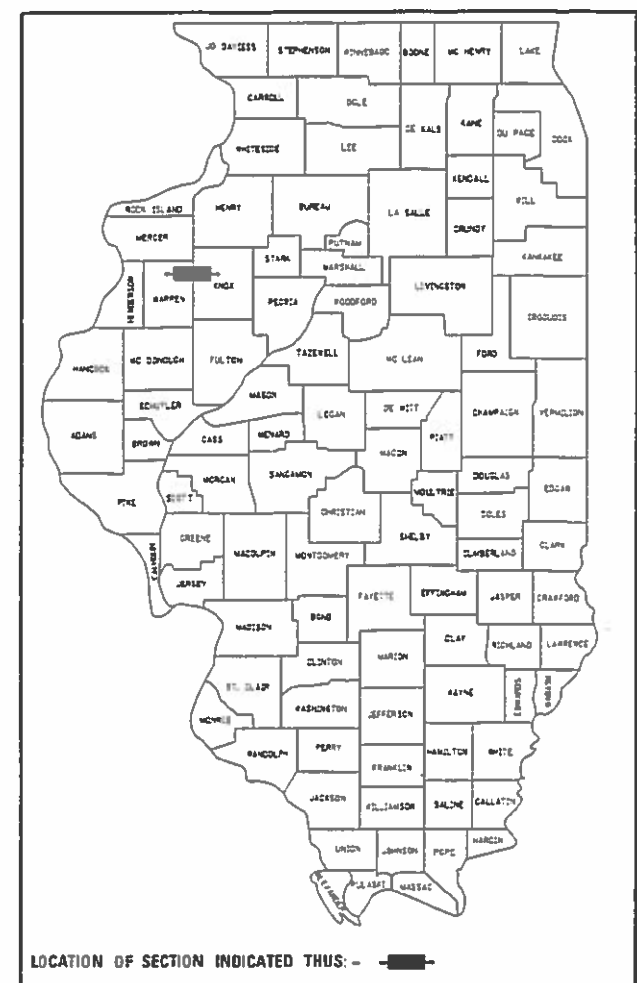 JO DAVIESS STEPHENSON WINNEBAGO BOONE MC HENRY LAKE
CARROLL OGLE DE KALB KANE DU PAGE COOK
WHITESIDE LEE KENDALL WILL
ROCK ISLAND HENRY BUREAU LA SALLE GRUNDY
MERCER PUTNAM KANKAKEE
STARK MARSHALL
HENDERSON WARREN KNOX PEORIA WOODFORD LIVINGSTON IROQUOIS
HANCOCK MC DONOUGH FULTON TAZEWELL MC LEAN FORD
SCHUYLER MASON LOGAN DE WITT CHAMPAIGN VERMILION
ADAMS BROWN CASS MENARD MACON PIATT
PIKE SCOTT MORGAN SANGAMON CHRISTIAN MOULTRIE DOUGLAS EDGAR
COLES
CALHOUN GREENE MACOUPIN MONTGOMERY SHELBY CUMBERLAND CLARK
JERSEY FAYETTE EFFINGHAM JASPER CRAWFORD
MADISON BOND CLAY RICHLAND LAWRENCE
CLINTON MARION
ST. CLAIR WASHINGTON JEFFERSON WAYNE EDWARDS WABASH
MONROE
RANDOLPH PERRY FRANKLIN HAMILTON WHITE
JACKSON WILLIAMSON SALINE GALLATIN
UNION JOHNSON POPE HARDIN
ALEXANDER PULASKI MASSAC
LOCATION OF SECTION INDICATED THUS: -